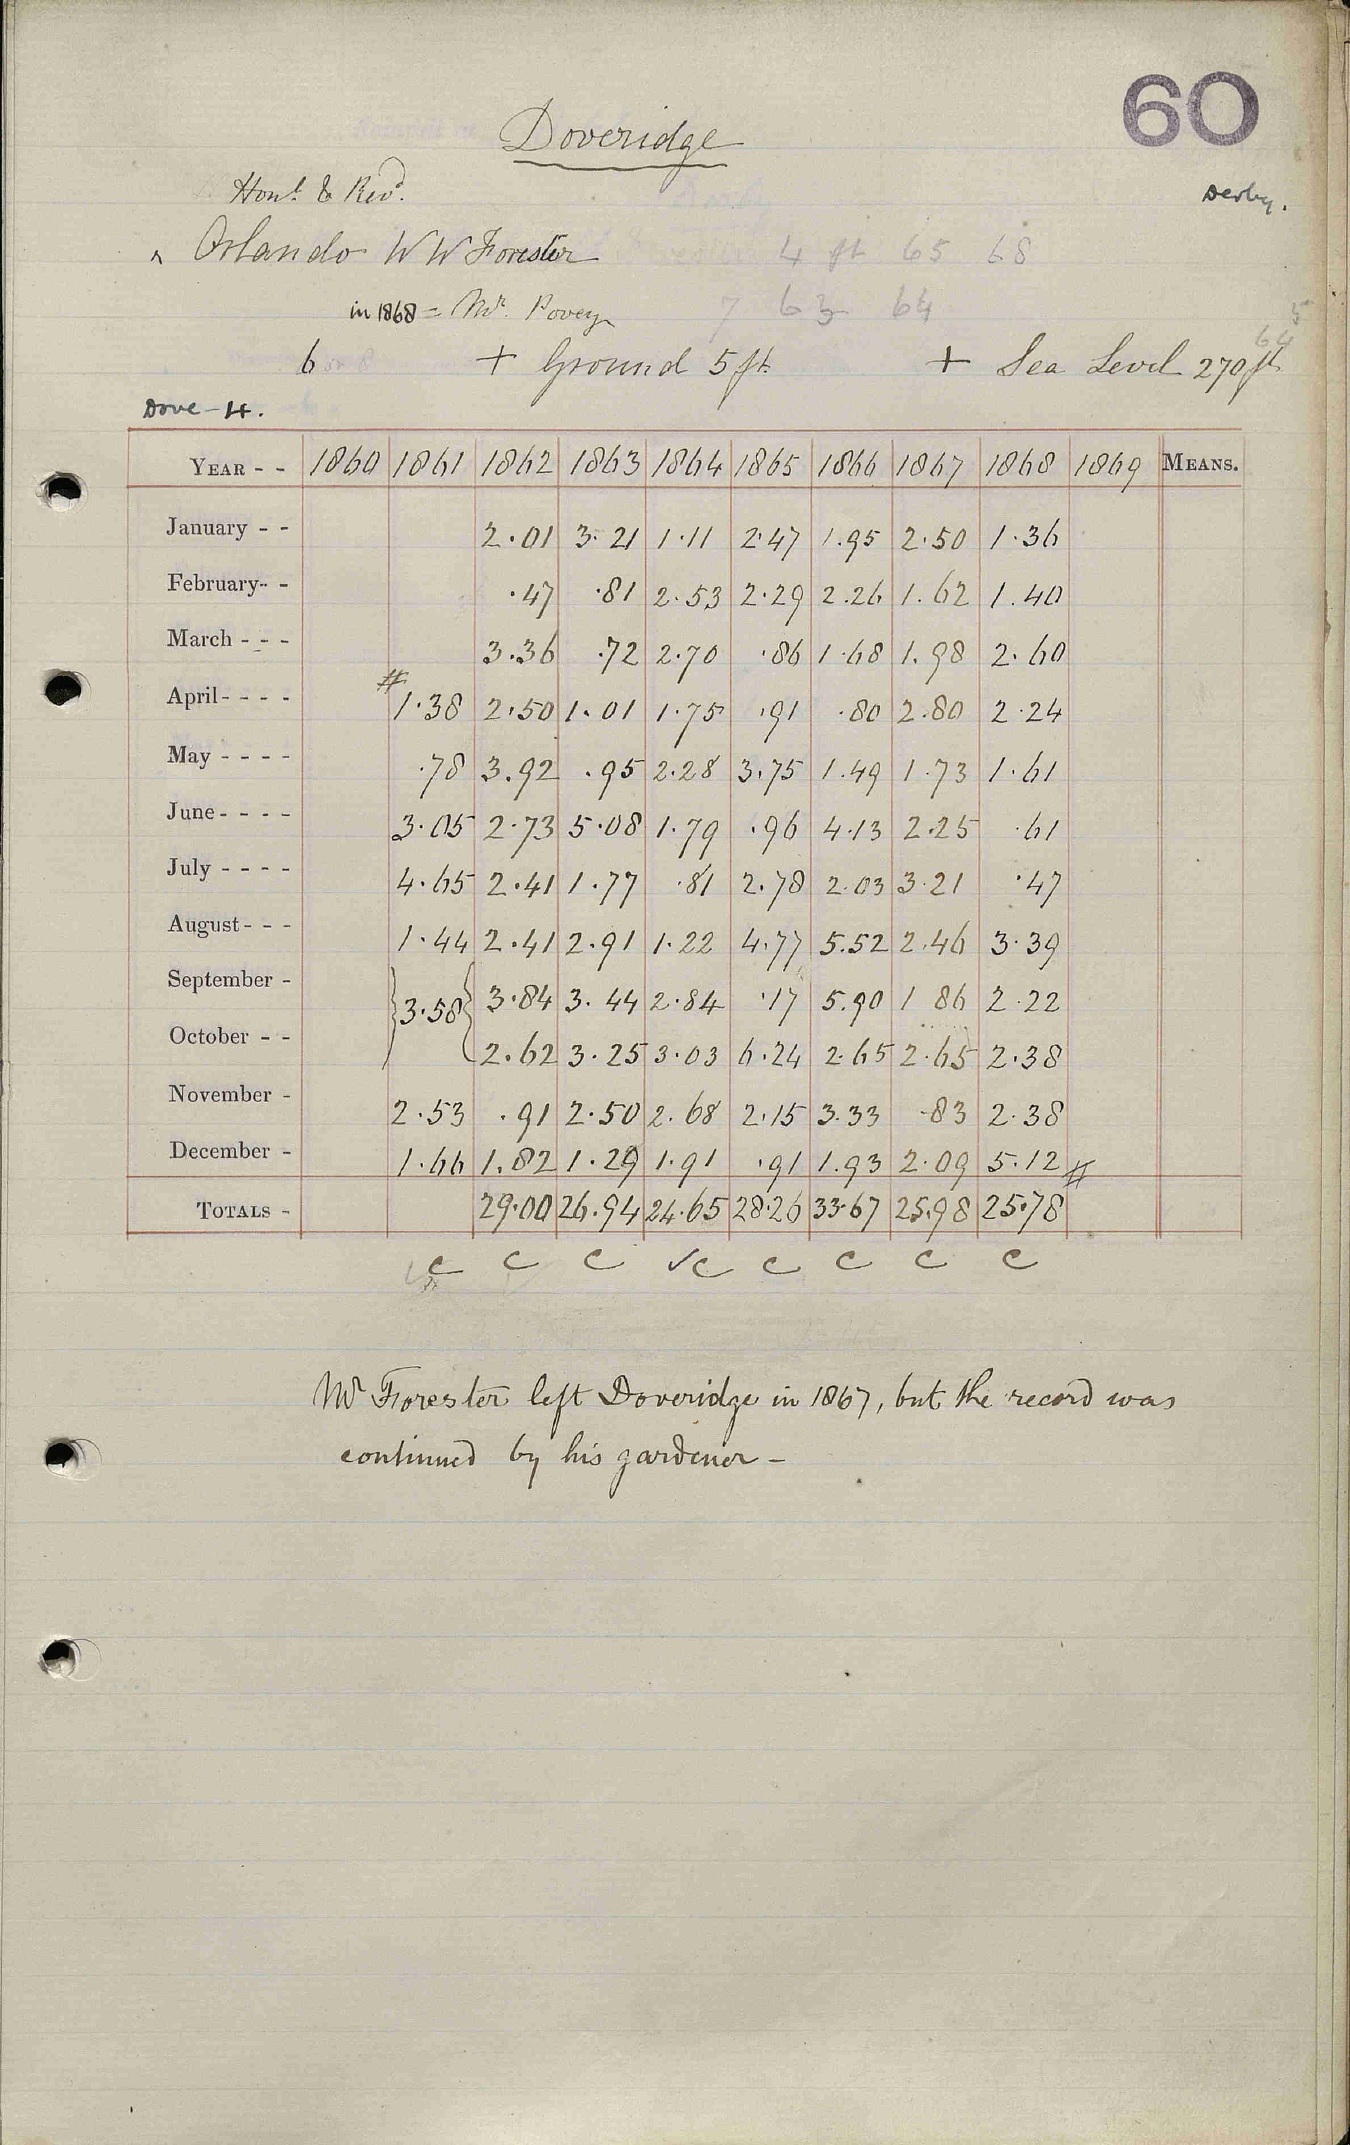 60
Doveridge
Derby.
Honl. & Revd.
Orlando W W Forester
4 ft 65 68
in 1868 = Mr. Povey
7 63 64
6 + Ground 5 ft. + Sea Level 270 ft
Dove - 4.
YEAR - - 1860 1861 1862 1863 1864 1865 1866 1867 1868 1869 MEANS.
January - - 2.01 3.21 1.11 2.47 1.95 2.50 1.36
February - - .47 .81 2.53 2.29 2.26 1.62 1.40
March - - - 3.36 .72 2.70 .86 1.68 1.98 2.60
April - - - - # 1.38 2.50 1.01 1.75 .91 .80 2.80 2.24
May - - - - .78 3.92 .95 2.28 3.75 1.49 1.73 1.61
June - - - - 3.05 2.73 5.08 1.79 .96 4.13 2.25 .61
July - - - - 4.65 2.41 1.77 .81 2.78 2.03 3.21 .47
August - - - 1.44 2.41 2.91 1.22 4.77 5.52 2.46 3.39
September - } 3.58 { 3.84 3.44 2.84 .17 5.90 1 86 2.22
October - - 2.62 3.25 3.03 6.24 2.65 2.65 2.38
November - 2.53 .91 2.50 2.68 2.15 3.33 .83 2.38
December - 1.66 1.82 1.29 1.91 .91 1.93 2.09 5.12 #
TOTALS - 29.00 26.94 24.65 28.26 33.67 25.98 25.78
c c c ✓c c c c c
Mr Forester left Doveridge in 1867, but the record was
continued by his gardener -